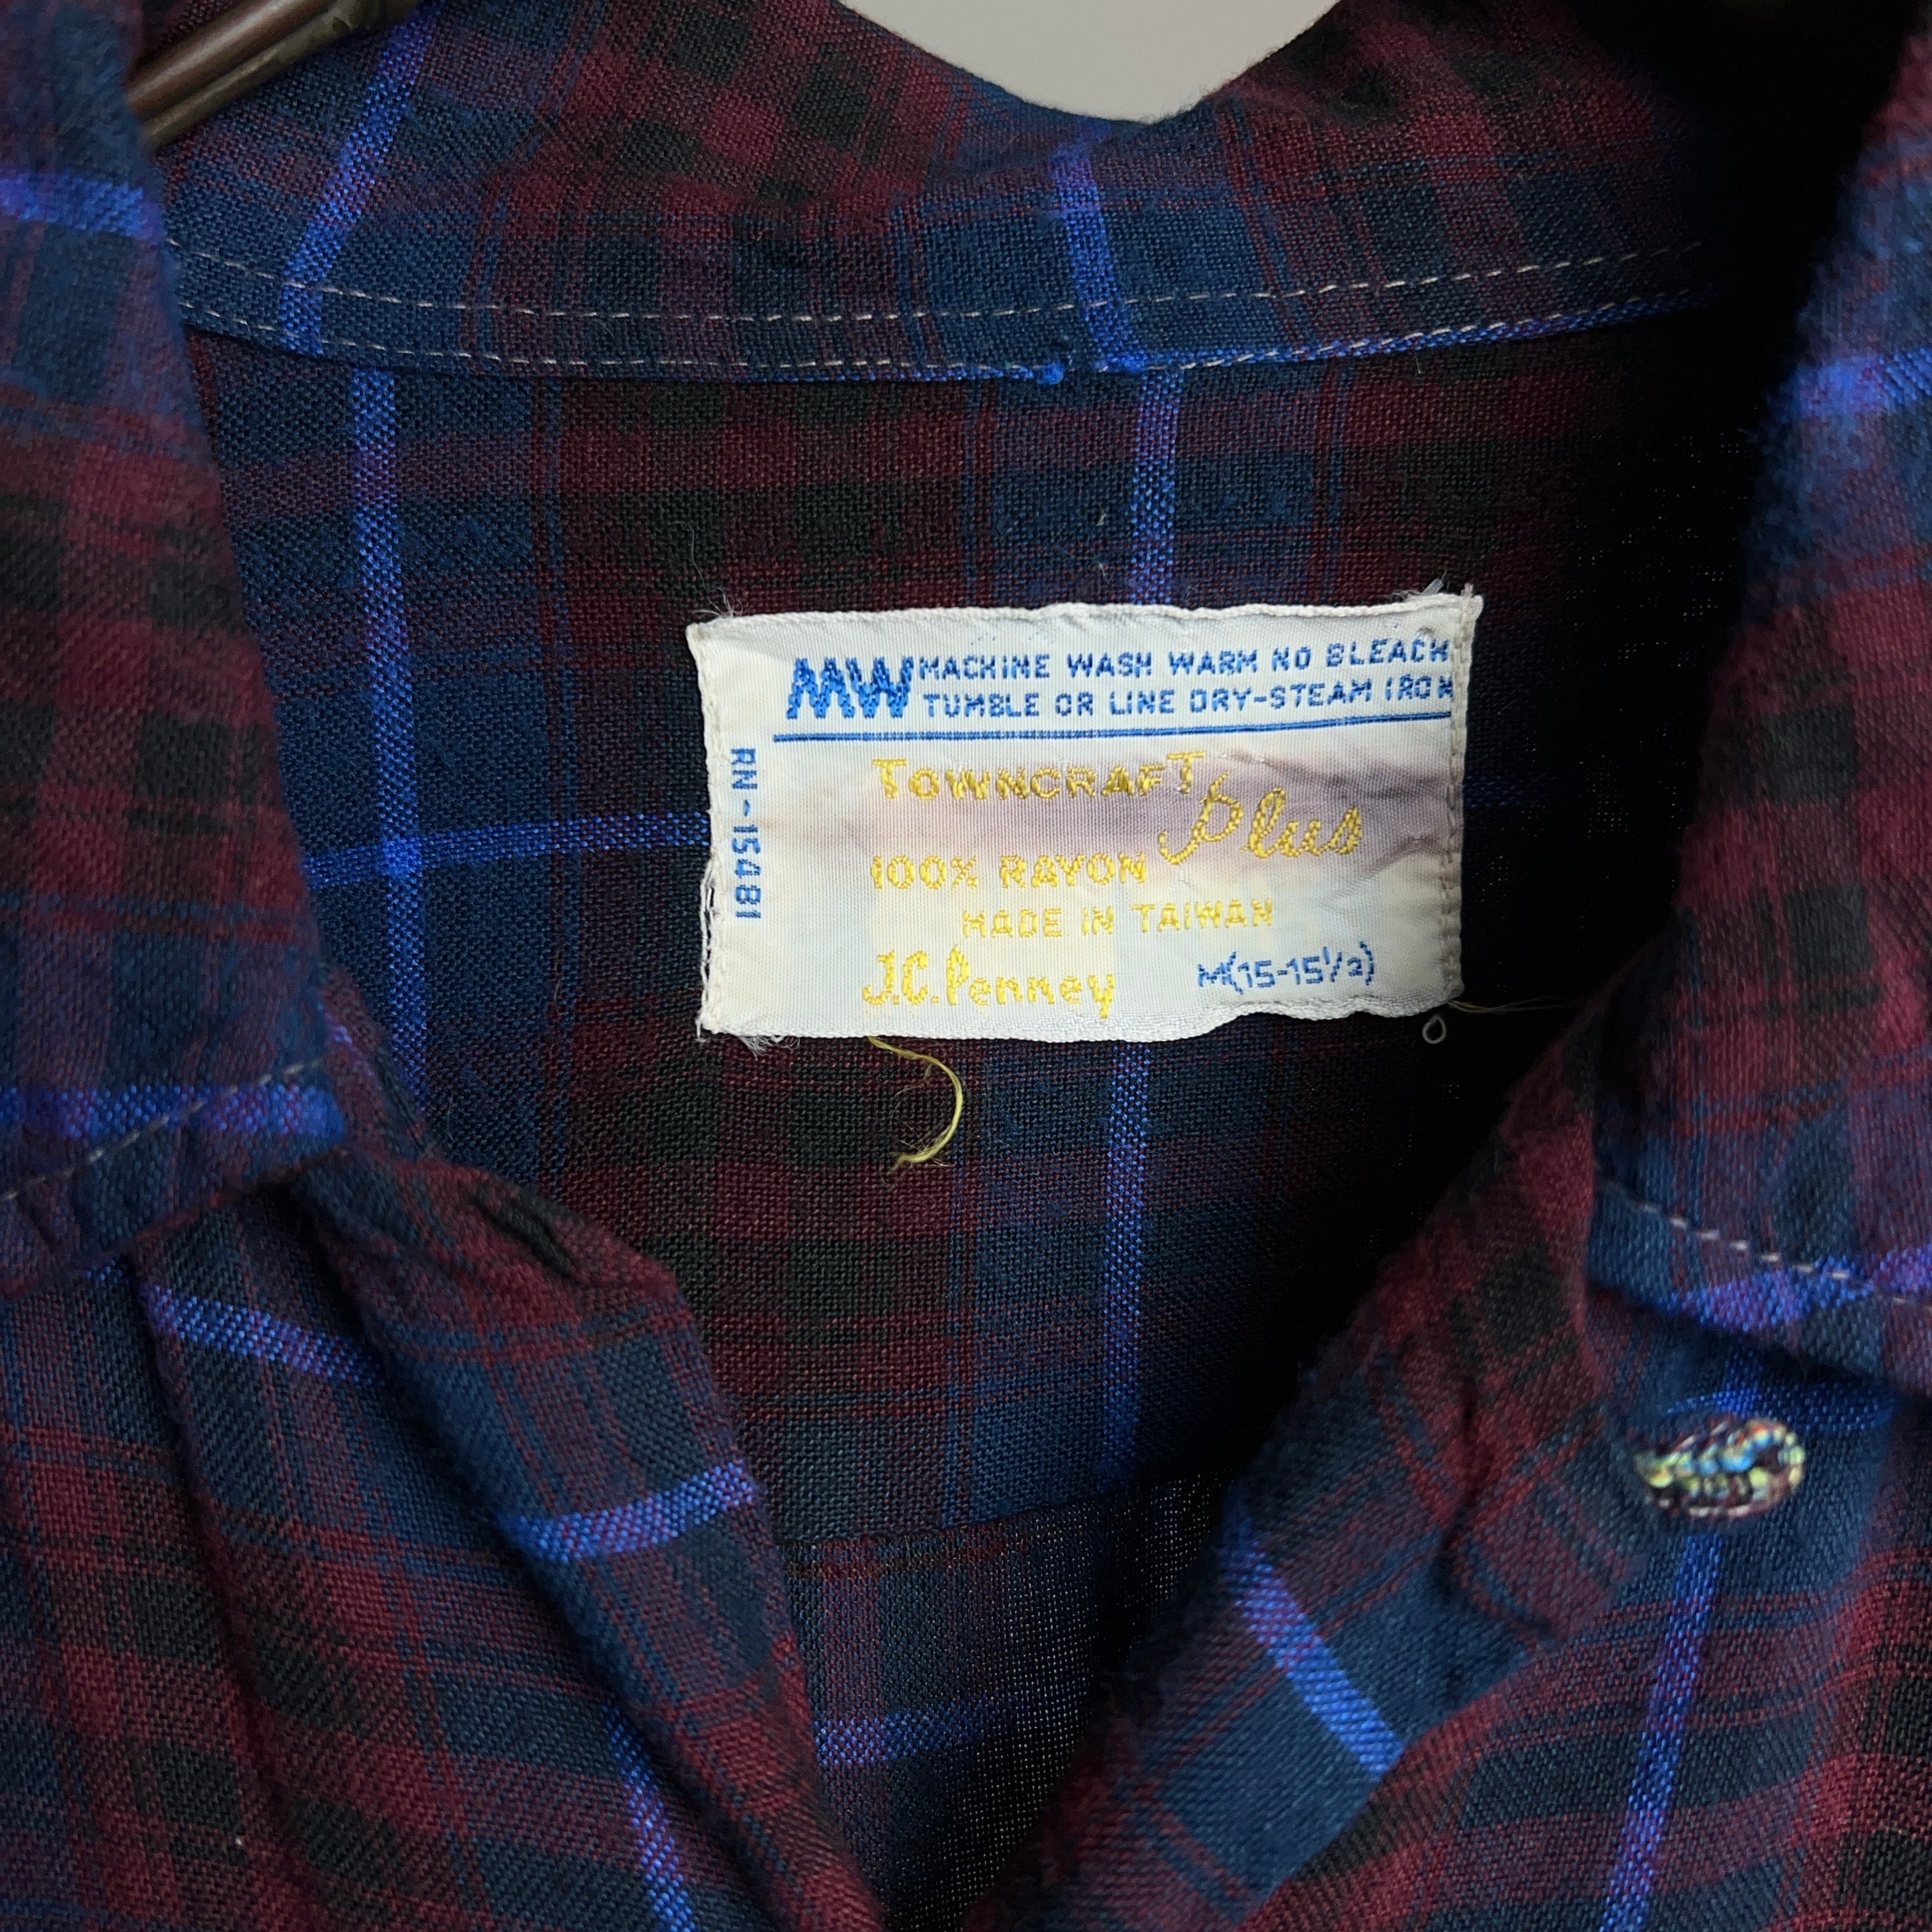 MW MACHINE WASH WARM NO BLEACH
TUMBLE OR LINE DRY-STEAM IRON
RN-15481
TOWNCRAFT Plus
100% RAYON
MADE IN TAIWAN
J.C. Penney M(15-15½)